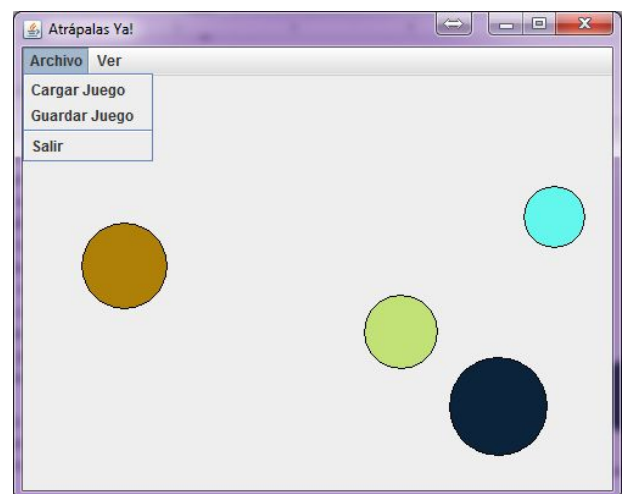 Atrápalas Ya!
Archivo Ver
Cargar Juego
Guardar Juego
Salir